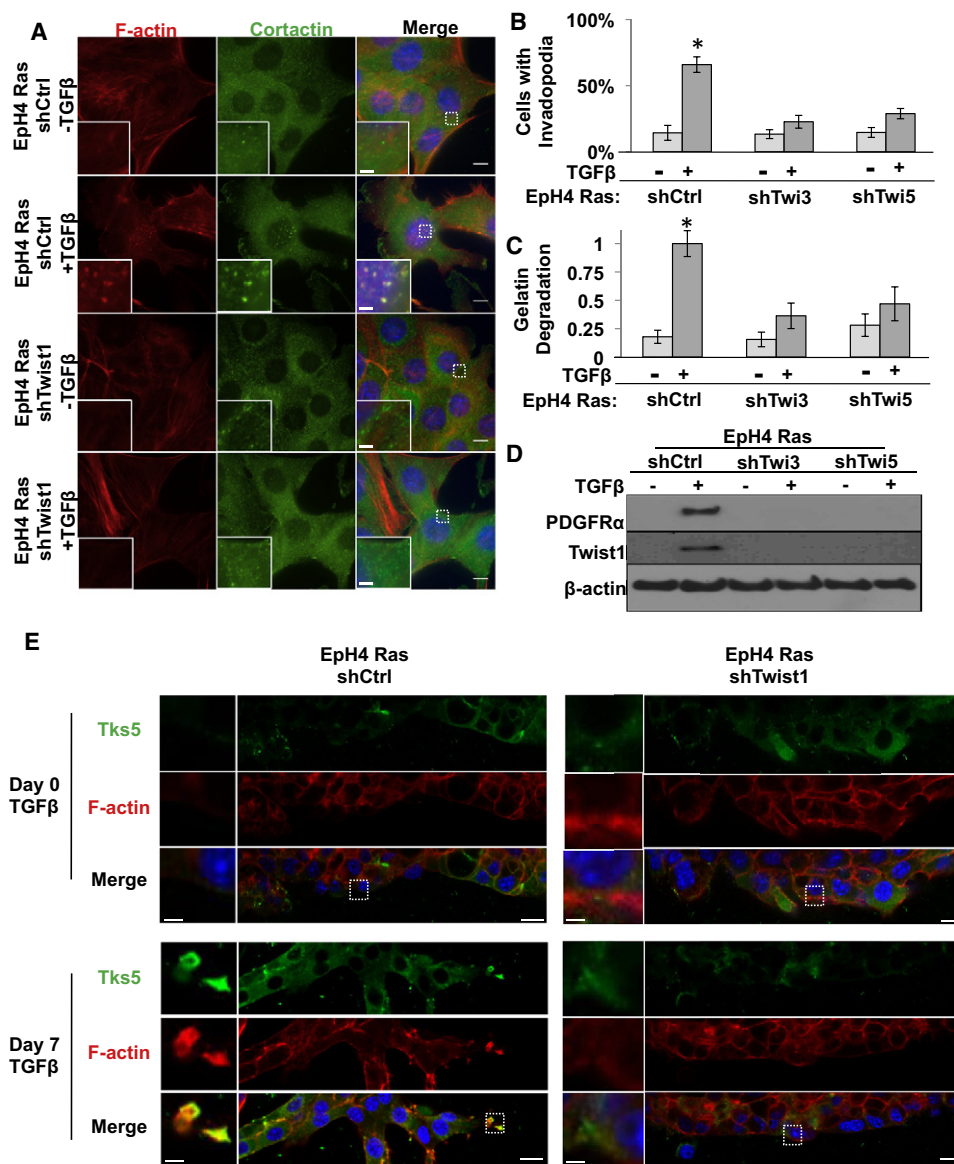 A
F-actin
Cortactin
Merge
EpH4 Ras
shCtrl
-TGFβ
EpH4 Ras
shCtrl
+TGFβ
EpH4 Ras
shTwist1
-TGFβ
EpH4 Ras
shTwist1
+TGFβ
B
Cells with
Invadopodia
100%
50%
0%
*
TGFβ - + - + - +
EpH4 Ras: shCtrl shTwi3 shTwi5
C
Gelatin
Degradation
1
0.75
0.5
0.25
0
*
TGFβ - + - + - +
EpH4 Ras: shCtrl shTwi3 shTwi5
D
EpH4 Ras
shCtrl shTwi3 shTwi5
TGFβ - + - + - +
PDGFRα
Twist1
β-actin
E
EpH4 Ras
shCtrl
EpH4 Ras
shTwist1
Day 0
TGFβ
Tks5
F-actin
Merge
Day 7
TGFβ
Tks5
F-actin
Merge